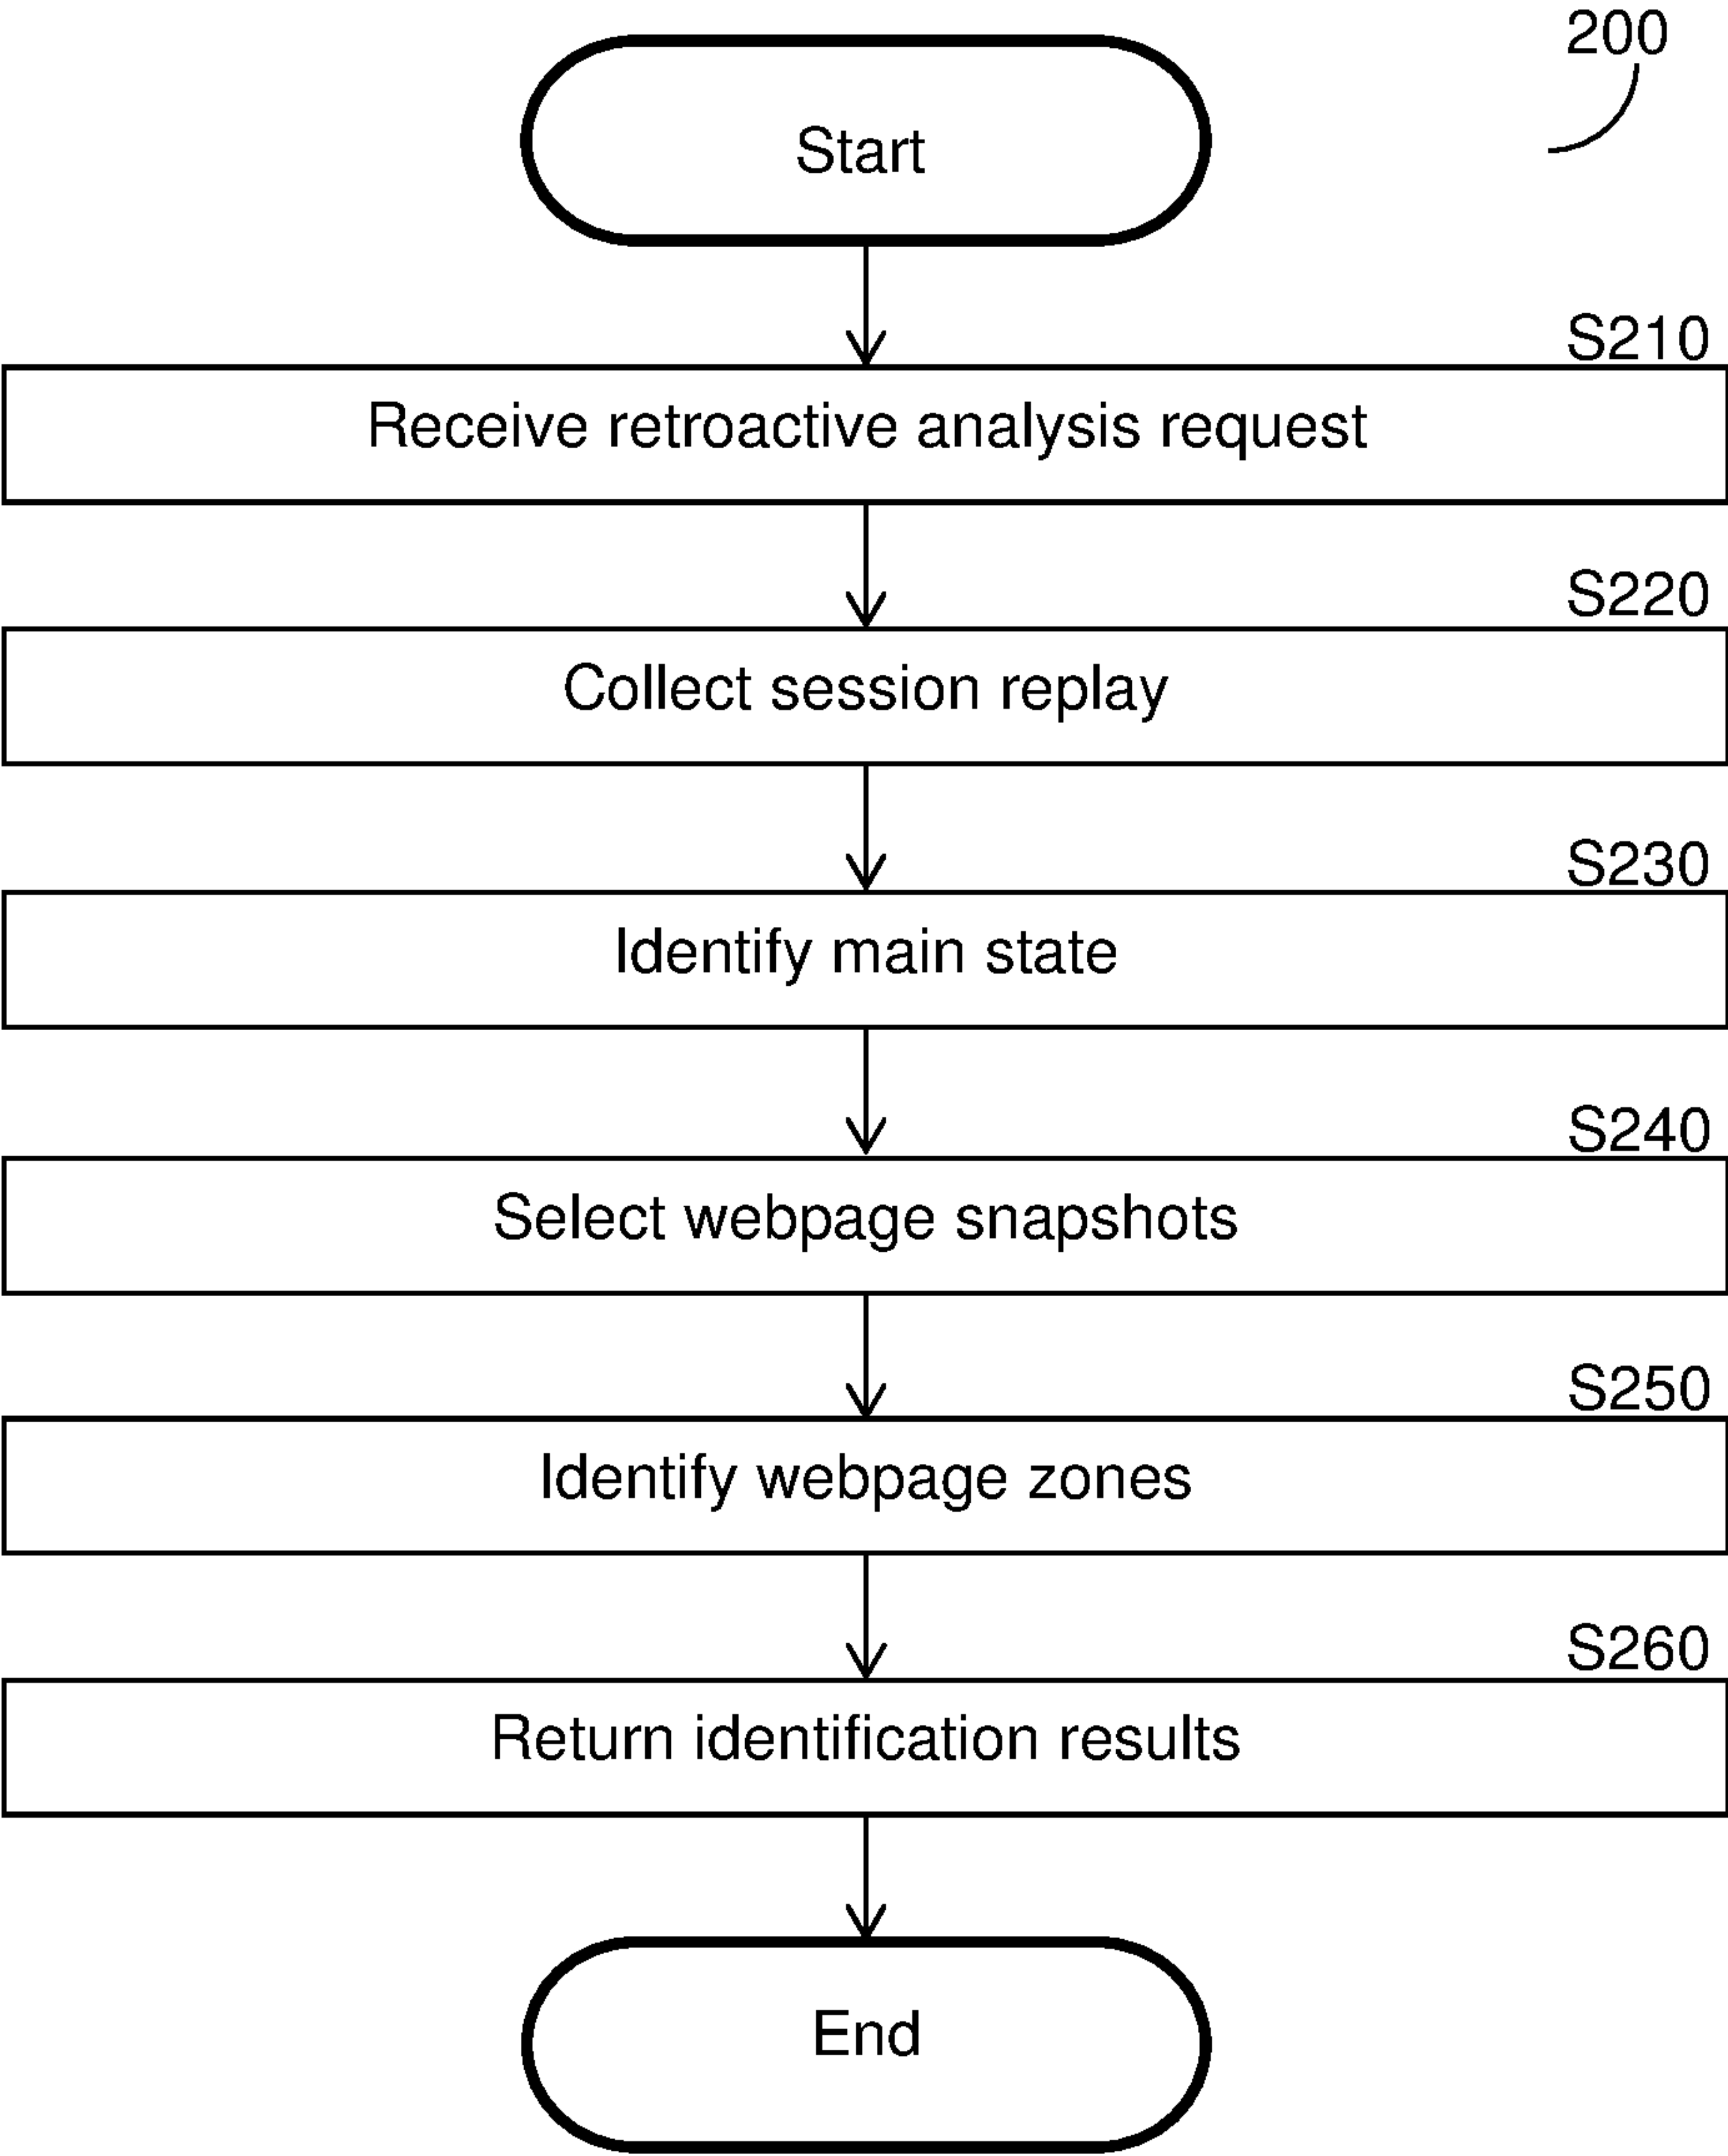 200
Start
S210
Receive retroactive analysis request
S220
Collect session replay
S230
Identify main state
S240
Select webpage snapshots
S250
Identify webpage zones
S260
Return identification results
End